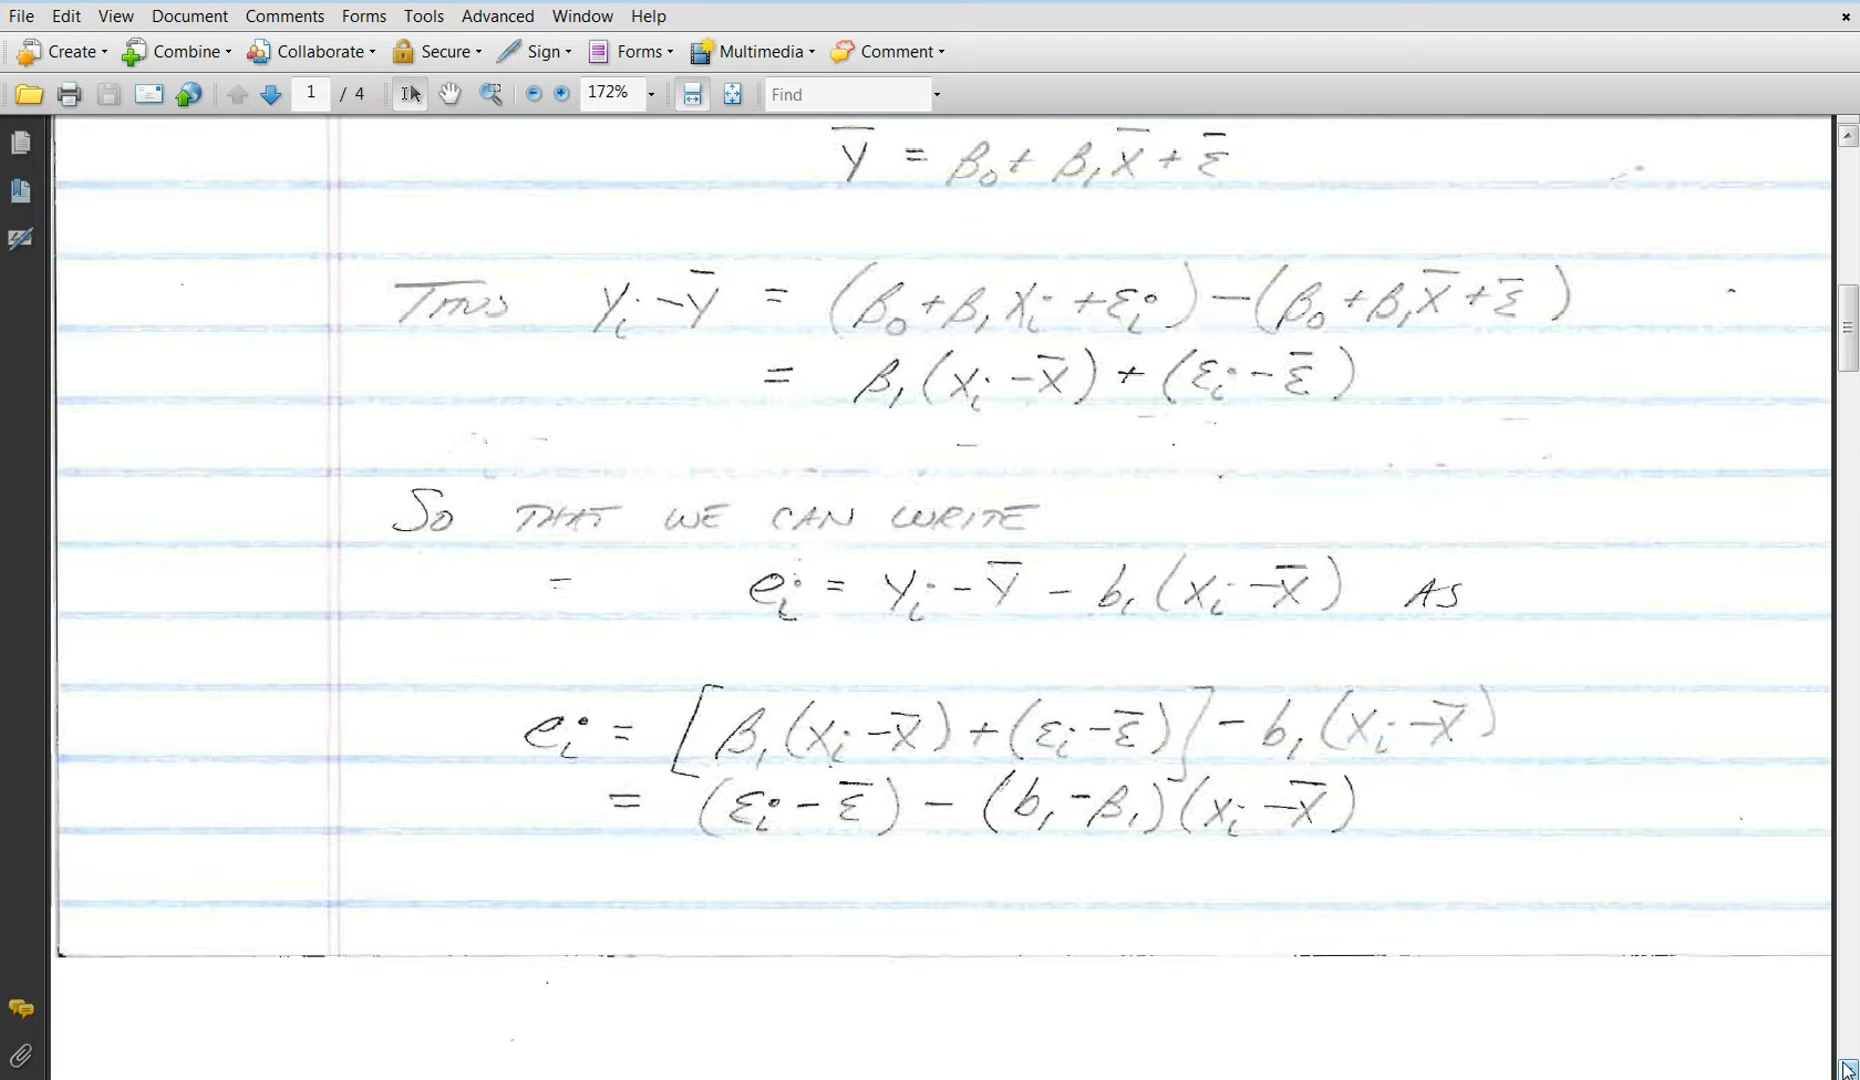 File Edit View Document Comments Forms Tools Advanced Window Help ×
Create Combine Collaborate Secure Sign Forms Multimedia Comment
1 / 4 172% Find
Y̅ = β₀ + β₁X̅ + ε̅
Thus Yᵢ - Y̅ = (β₀ + β₁Xᵢ + εᵢ) - (β₀ + β₁X̅ + ε̅)
= β₁(Xᵢ - X̅) + (εᵢ - ε̅)
SO THAT WE CAN WRITE
= eᵢ = Yᵢ - Y̅ - b₁(Xᵢ - X̅) AS
eᵢ = [β₁(Xᵢ - X̅) + (εᵢ - ε̅)] - b₁(Xᵢ - X̅)
= (εᵢ - ε̅) - (b₁ - β₁)(Xᵢ - X̅)